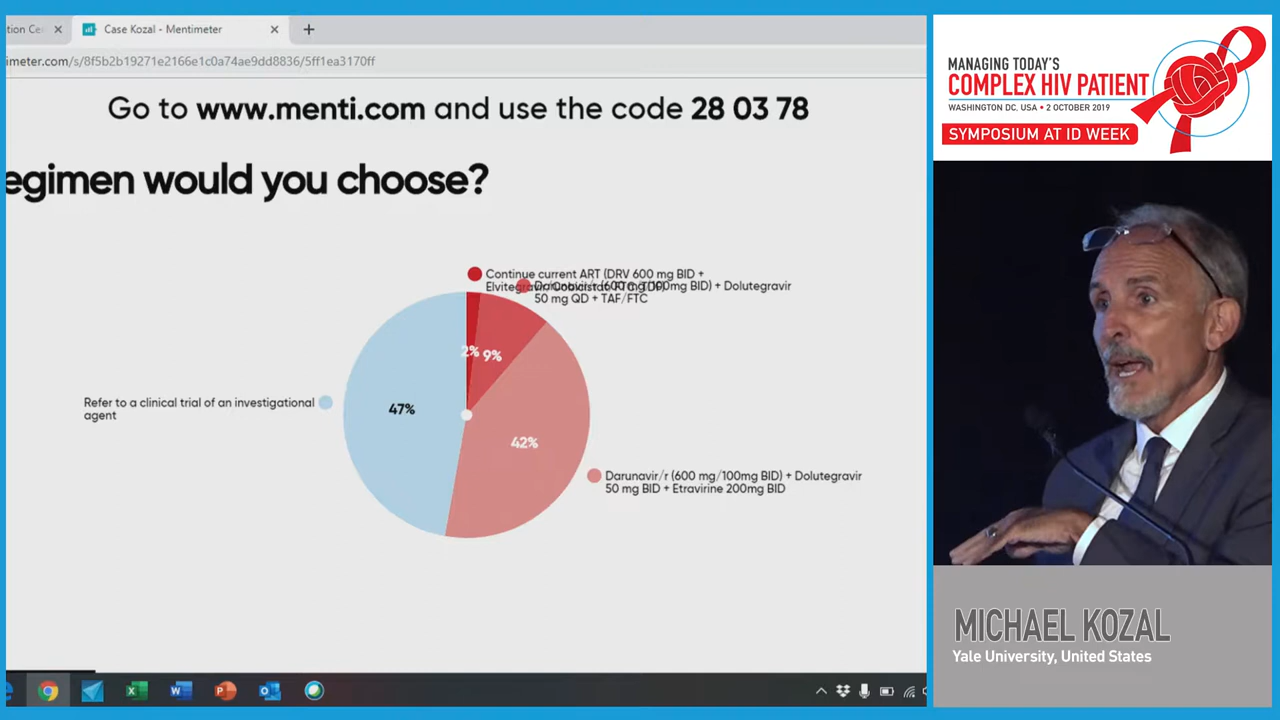 tion Ce
Case Kozal - Mentimeter
imeter.com/s/8f5b2b19271e2166e1c0a74ae9dd8836/5ff1ea3170ff
Go to www.menti.com and use the code 28 03 78
egimen would you choose?
Continue current ART (DRV 600 mg BID +
50 mg QD + TAF/FTC
2%
9%
Refer to a clinical trial of an investigational
agent
47%
42%
Darunavir/r (600 mg/100mg BID) + Dolutegravir
50 mg BID + Etravirine 200mg BID
MANAGING TODAY'S
COMPLEX HIV PATIENT
WASHINGTON DC, USA • 2 OCTOBER 2019
SYMPOSIUM AT ID WEEK
MICHAEL KOZAL
Yale University, United States